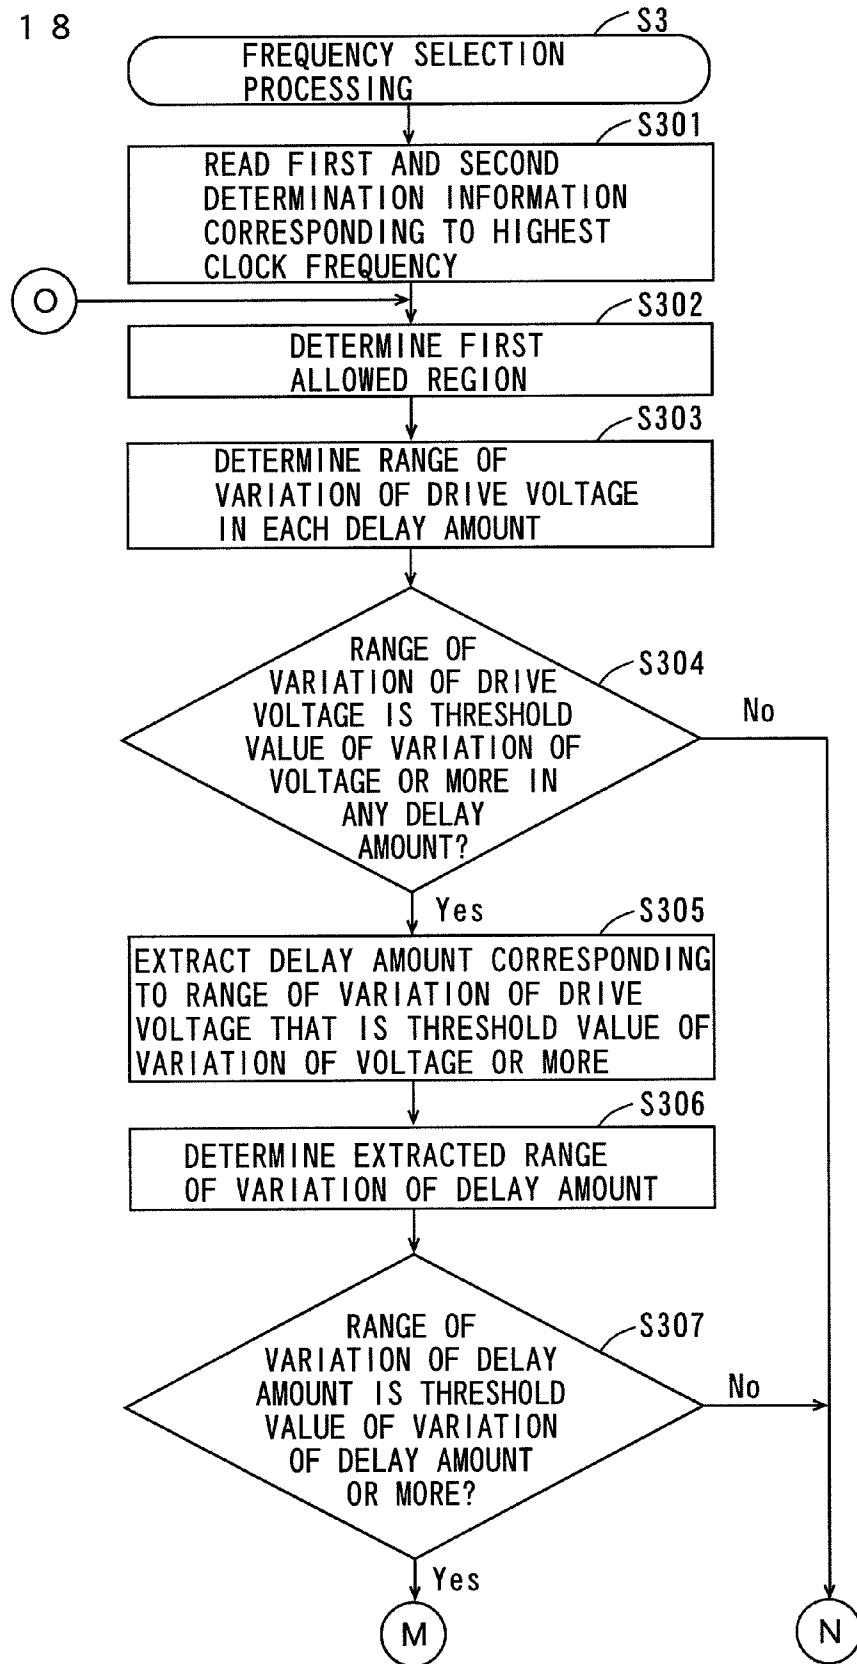 18
S3
FREQUENCY SELECTION
PROCESSING
S301
READ FIRST AND SECOND
DETERMINATION INFORMATION
CORRESPONDING TO HIGHEST
CLOCK FREQUENCY
O
S302
DETERMINE FIRST
ALLOWED REGION
S303
DETERMINE RANGE OF
VARIATION OF DRIVE VOLTAGE
IN EACH DELAY AMOUNT
S304
RANGE OF
VARIATION OF DRIVE
VOLTAGE IS THRESHOLD
VALUE OF VARIATION OF
VOLTAGE OR MORE IN
ANY DELAY
AMOUNT?
No
Yes
S305
EXTRACT DELAY AMOUNT CORRESPONDING
TO RANGE OF VARIATION OF DRIVE
VOLTAGE THAT IS THRESHOLD VALUE OF
VARIATION OF VOLTAGE OR MORE
S306
DETERMINE EXTRACTED RANGE
OF VARIATION OF DELAY AMOUNT
S307
RANGE OF
VARIATION OF DELAY
AMOUNT IS THRESHOLD
VALUE OF VARIATION
OF DELAY AMOUNT
OR MORE?
No
Yes
M
N